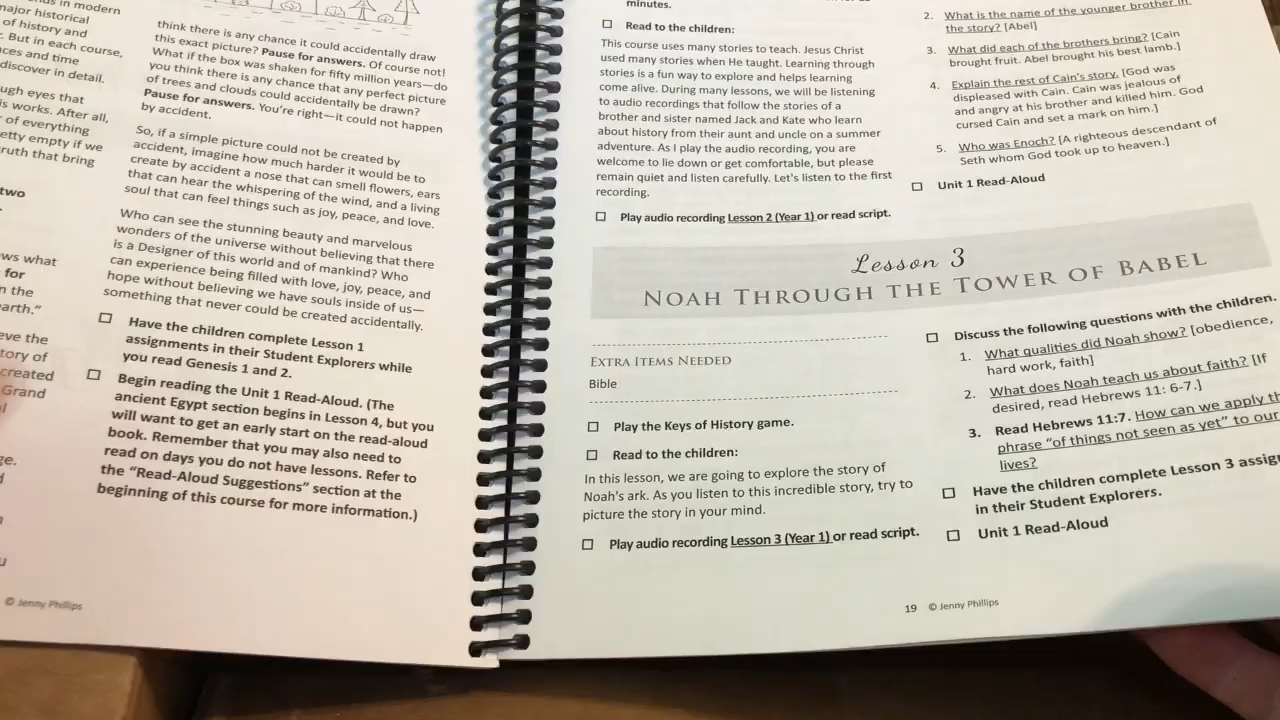 in modern
major historical
of history and
. But in each course,
ces and time
discover in detail.
ugh eyes that
is works. After all,
of everything
etty empty if we
ruth that bring
two
ws what
for
n the
arth."
eve the
tory of
created
Grand
ge.
© Jenny Phillips
think there is any chance it could accidentally draw
this exact picture? Pause for answers. Of course not!
What if the box was shaken for fifty million years—do
you think there is any chance that any perfect picture
of trees and clouds could accidentally be drawn?
Pause for answers. You're right—it could not happen
by accident.
So, if a simple picture could not be created by
accident, imagine how much harder it would be to
create by accident a nose that can smell flowers, ears
that can hear the whispering of the wind, and a living
soul that can feel things such as joy, peace, and love.
Who can see the stunning beauty and marvelous
wonders of the universe without believing that there
is a Designer of this world and of mankind? Who
can experience being filled with love, joy, peace, and
hope without believing we have souls inside of us—
something that never could be created accidentally.
Have the children complete Lesson 1
assignments in their Student Explorers while
you read Genesis 1 and 2.
Begin reading the Unit 1 Read-Aloud. (The
ancient Egypt section begins in Lesson 4, but you
will want to get an early start on the read-aloud
book. Remember that you may also need to
read on days you do not have lessons. Refer to
the "Read-Aloud Suggestions" section at the
beginning of this course for more information.)
minutes.
Read to the children:
This course uses many stories to teach. Jesus Christ
used many stories when He taught. Learning through
stories is a fun way to explore and helps learning
come alive. During many lessons, we will be listening
to audio recordings that follow the stories of a
brother and sister named Jack and Kate who learn
about history from their aunt and uncle on a summer
adventure. As I play the audio recording, you are
welcome to lie down or get comfortable, but please
remain quiet and listen carefully. Let's listen to the first
recording.
Play audio recording Lesson 2 (Year 1) or read script.
2. What is the name of the younger brother in
the story? [Abel]
3. What did each of the brothers bring? [Cain
brought fruit. Abel brought his best lamb.]
4. Explain the rest of Cain's story. [God was
displeased with Cain. Cain was jealous of
and angry at his brother and killed him. God
cursed Cain and set a mark on him.]
5. Who was Enoch? [A righteous descendant of
Seth whom God took up to heaven.]
Unit 1 Read-Aloud
Lesson 3
Noah Through the Tower of Babel
Extra Items Needed
Bible
Play the Keys of History game.
Read to the children:
In this lesson, we are going to explore the story of
Noah's ark. As you listen to this incredible story, try to
picture the story in your mind.
Play audio recording Lesson 3 (Year 1) or read script.
Discuss the following questions with the children.
1. What qualities did Noah show? [obedience,
hard work, faith]
2. What does Noah teach us about faith? [If
desired, read Hebrews 11: 6-7.]
3. Read Hebrews 11:7. How can we apply th
phrase "of things not seen as yet" to our
lives?
Have the children complete Lesson 3 assig
in their Student Explorers.
Unit 1 Read-Aloud
19 © Jenny Phillips